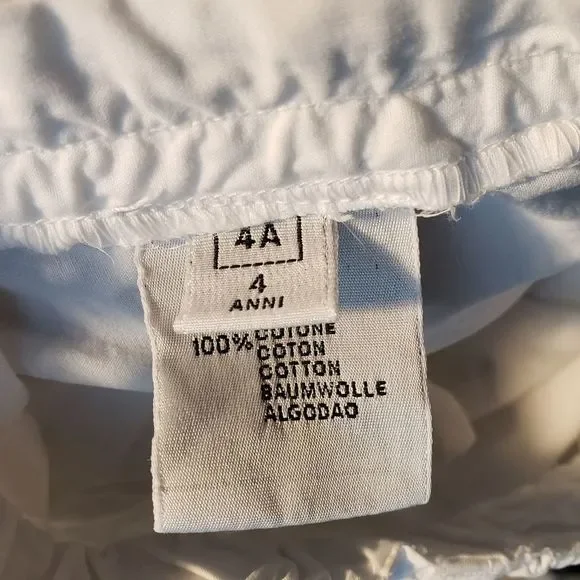 4A
4
ANNI
100% COTONE
COTON
COTTON
BAUMWOLLE
ALGODAO